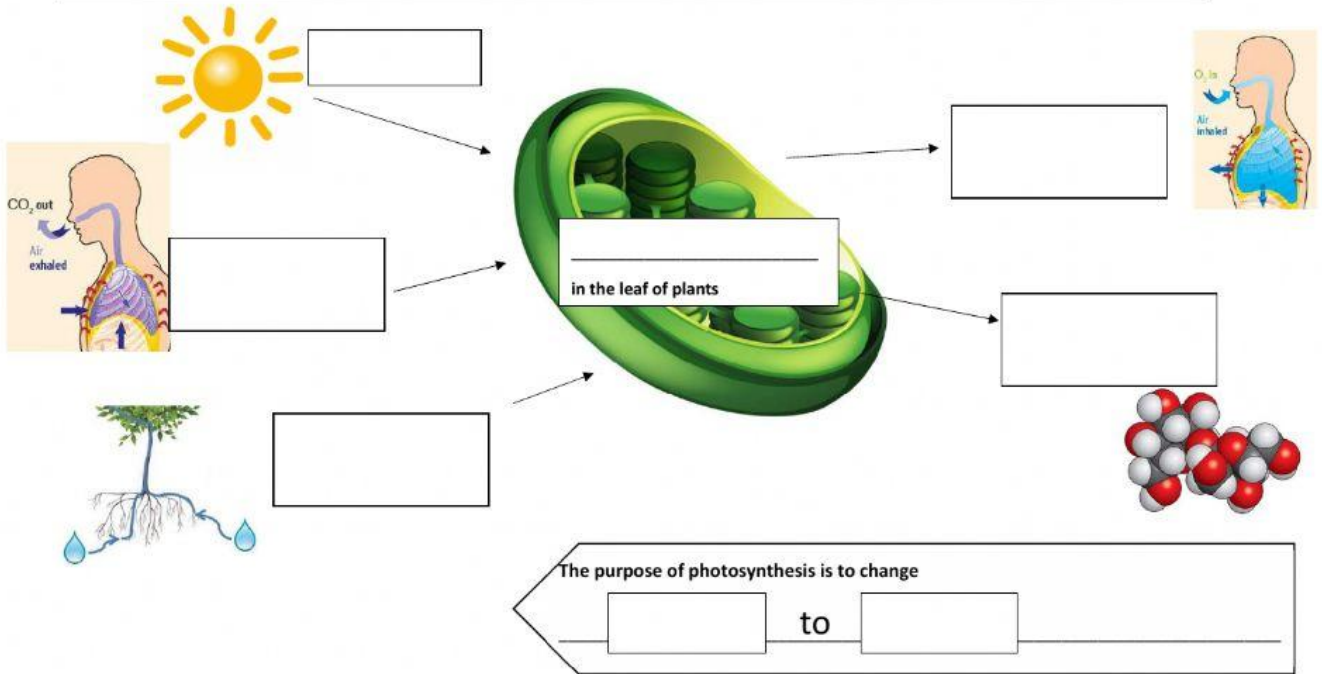 O₂ in
Air
inhaled
CO₂ out
Air
exhaled
in the leaf of plants
The purpose of photosynthesis is to change
to